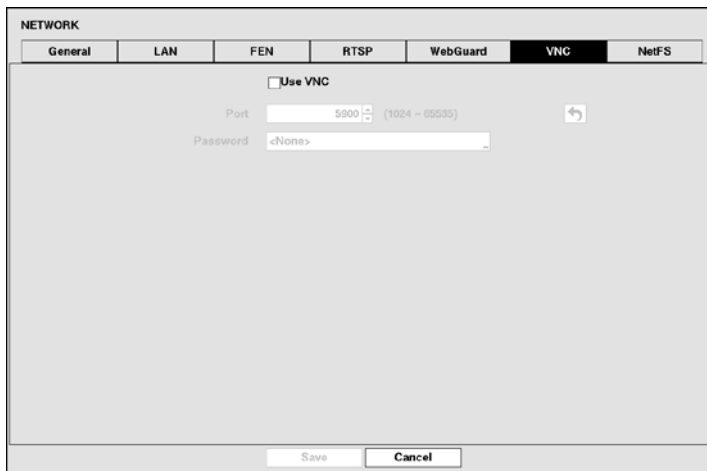 NETWORK
General LAN FEN RTSP WebGuard VNC NetFS
Use VNC
Port 5900 (1024 ~ 65535)
Password <None>
Save Cancel